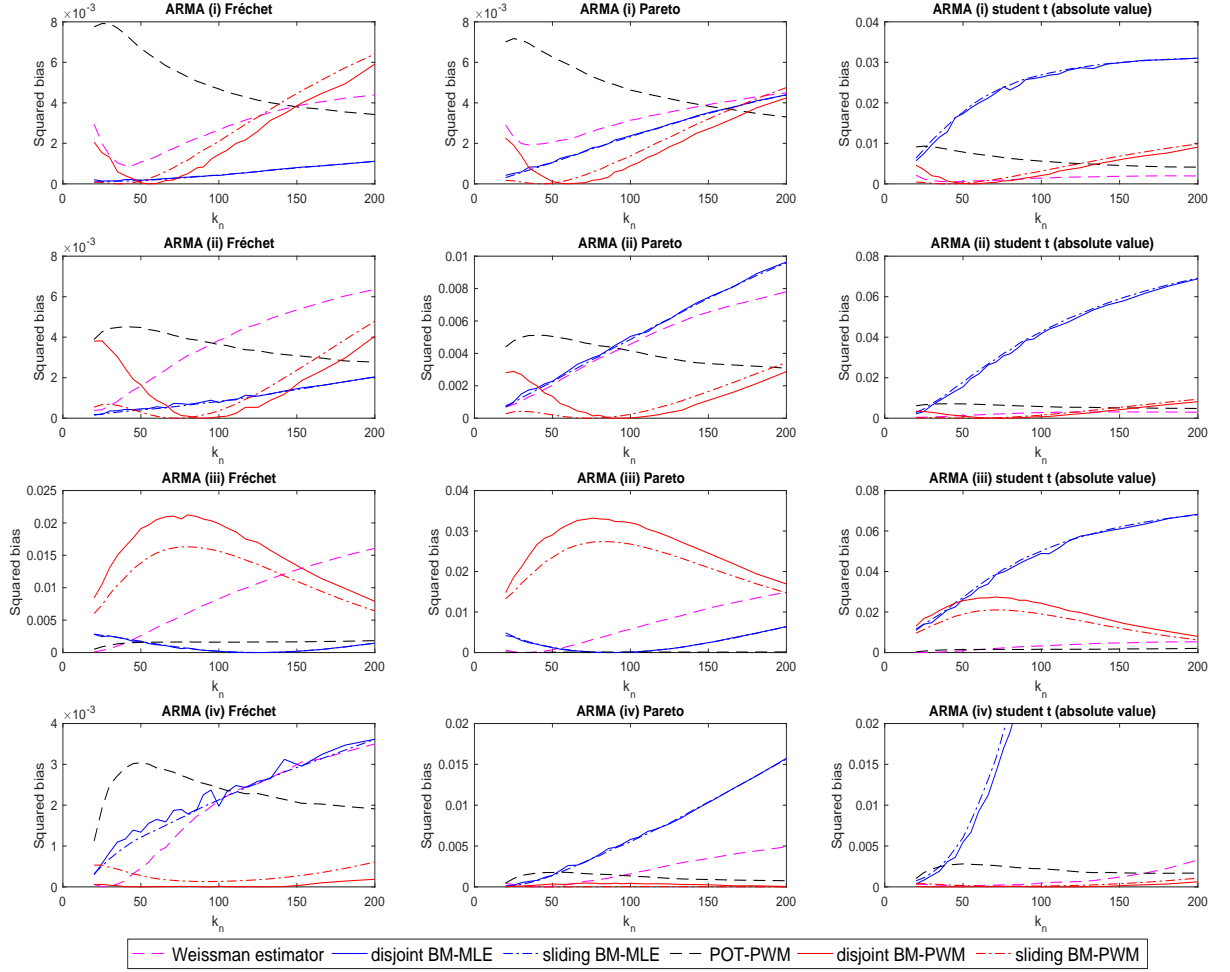 ARMA (i) Fréchet
×10⁻³
8
6
4
2
0
Squared bias
0 50 100 150 200
k_n
ARMA (i) Pareto
×10⁻³
8
6
4
2
0
Squared bias
0 50 100 150 200
k_n
ARMA (i) student t (absolute value)
0.04
0.03
0.02
0.01
0
Squared bias
0 50 100 150 200
k_n
ARMA (ii) Fréchet
×10⁻³
8
6
4
2
0
Squared bias
0 50 100 150 200
k_n
ARMA (ii) Pareto
0.01
0.008
0.006
0.004
0.002
0
Squared bias
0 50 100 150 200
k_n
ARMA (ii) student t (absolute value)
0.08
0.06
0.04
0.02
0
Squared bias
0 50 100 150 200
k_n
ARMA (iii) Fréchet
0.025
0.02
0.015
0.01
0.005
0
Squared bias
0 50 100 150 200
k_n
ARMA (iii) Pareto
0.04
0.03
0.02
0.01
0
Squared bias
0 50 100 150 200
k_n
ARMA (iii) student t (absolute value)
0.08
0.06
0.04
0.02
0
Squared bias
0 50 100 150 200
k_n
ARMA (iv) Fréchet
×10⁻³
4
3
2
1
0
Squared bias
0 50 100 150 200
k_n
ARMA (iv) Pareto
0.02
0.015
0.01
0.005
0
Squared bias
0 50 100 150 200
k_n
ARMA (iv) student t (absolute value)
0.02
0.015
0.01
0.005
0
Squared bias
0 50 100 150 200
k_n
Weissman estimator disjoint BM-MLE sliding BM-MLE POT-PWM disjoint BM-PWM sliding BM-PWM